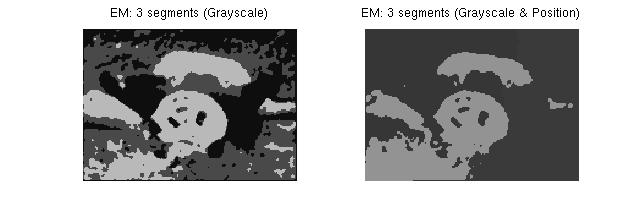 EM: 3 segments (Grayscale)
EM: 3 segments (Grayscale & Position)